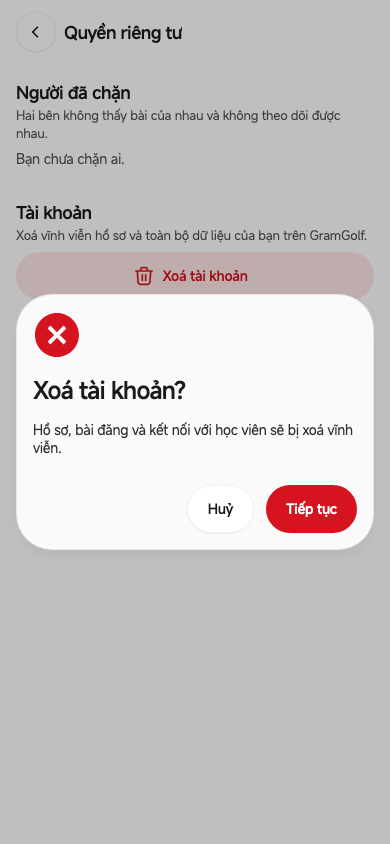 Quyền riêng tư
Người đã chặn
Hai bên không thấy bài của nhau và không theo dõi được
nhau.
Bạn chưa chặn ai.
Tài khoản
Xoá vĩnh viễn hồ sơ và toàn bộ dữ liệu của bạn trên GramGolf.
Xoá tài khoản
Xoá tài khoản?
Hồ sơ, bài đăng và kết nối với học viên sẽ bị xoá vĩnh
viễn.
Huỷ
Tiếp tục